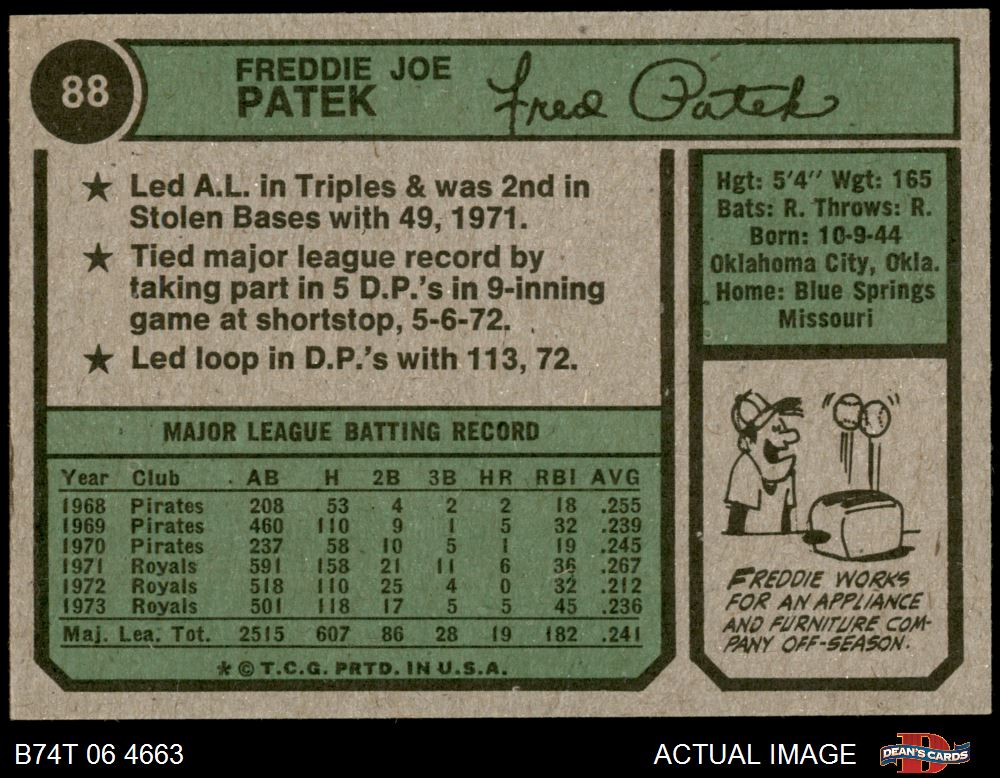 88
FREDDIE JOE
PATEK
Fred Patek
★ Led A.L. in Triples & was 2nd in
Stolen Bases with 49, 1971.
★ Tied major league record by
taking part in 5 D.P.'s in 9-inning
game at shortstop, 5-6-72.
★ Led loop in D.P.'s with 113, 72.
MAJOR LEAGUE BATTING RECORD
Year Club AB H 2B 3B HR RBI AVG
1968 Pirates 208 53 4 2 2 18 .255
1969 Pirates 460 110 9 1 5 32 .239
1970 Pirates 237 58 10 5 1 19 .245
1971 Royals 591 158 21 11 6 36 .267
1972 Royals 518 110 25 4 0 32 .212
1973 Royals 501 118 17 5 5 45 .236
Maj. Lea. Tot. 2515 607 86 28 19 182 .241
* © T.C.G. PRTD. IN U.S.A.
Hgt: 5'4" Wgt: 165
Bats: R. Throws: R.
Born: 10-9-44
Oklahoma City, Okla.
Home: Blue Springs
Missouri
FREDDIE WORKS
FOR AN APPLIANCE
AND FURNITURE COM-
PANY OFF-SEASON.
B74T 06 4663
ACTUAL IMAGE
DEAN'S CARDS